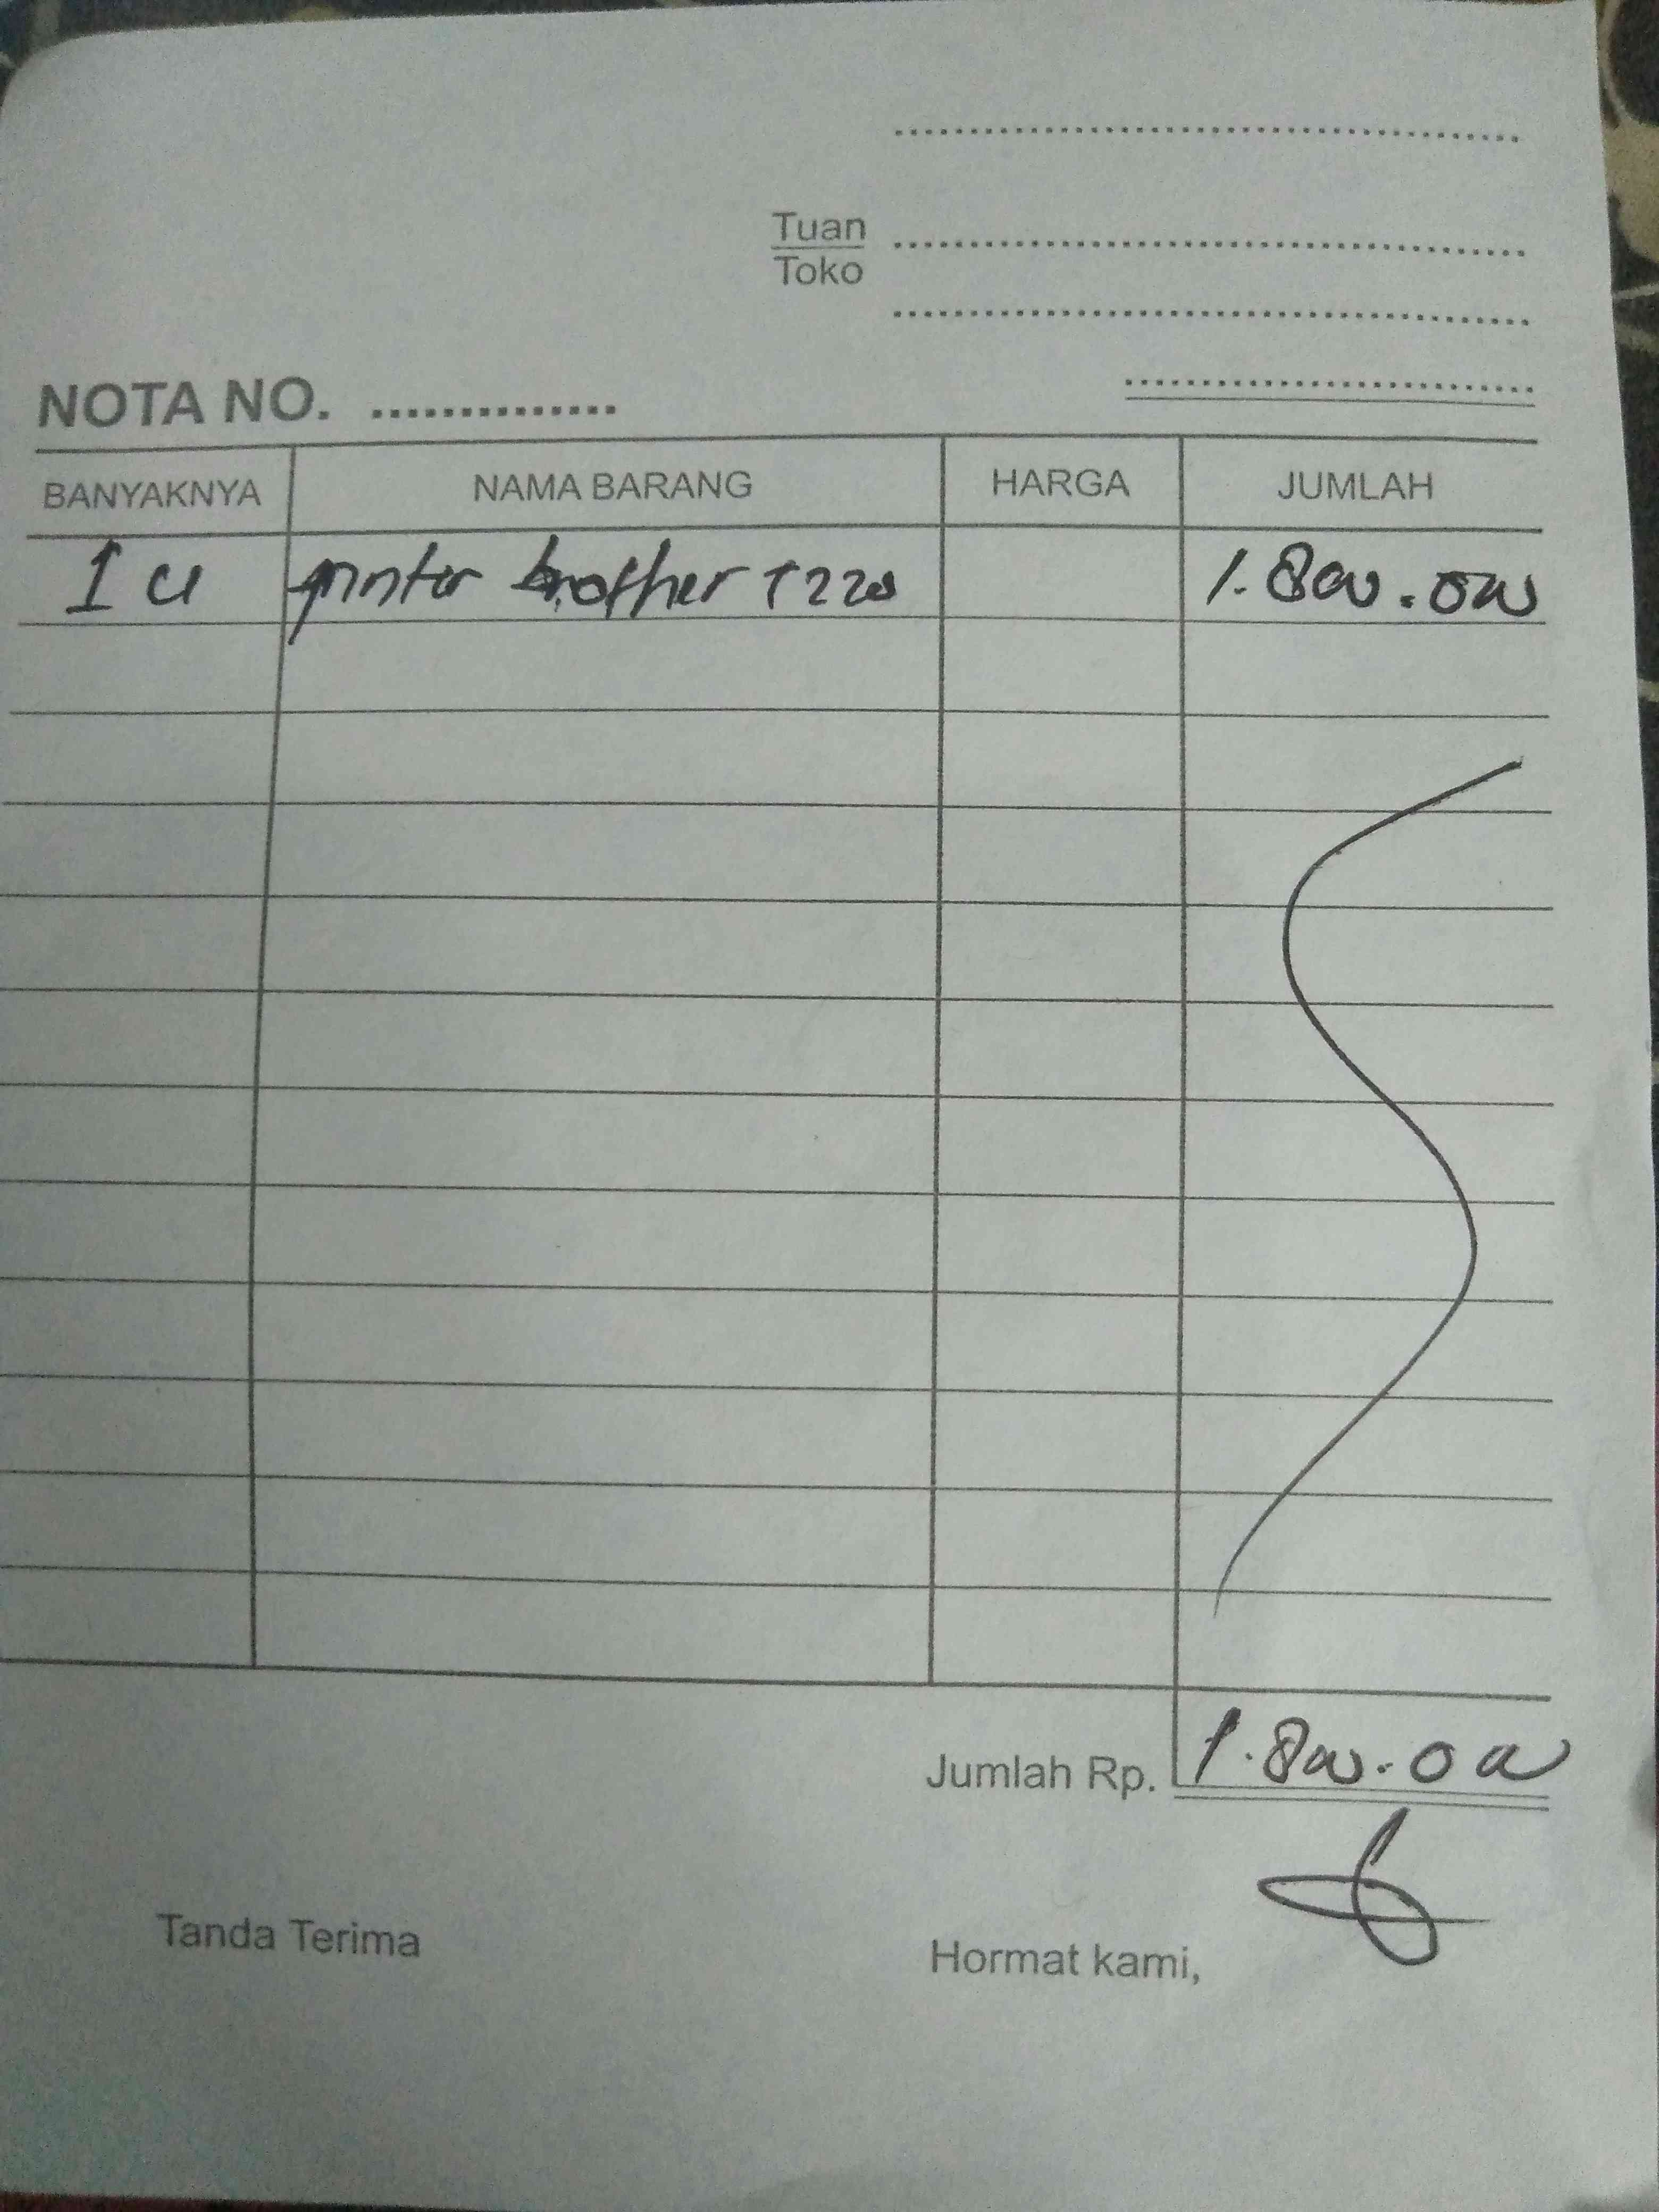 Tuan
Toko
NOTA NO. ..............
BANYAKNYA NAMA BARANG HARGA JUMLAH
1 u printer brother T220 1.800.000
Jumlah Rp. 1.800.000
Tanda Terima Hormat kami,